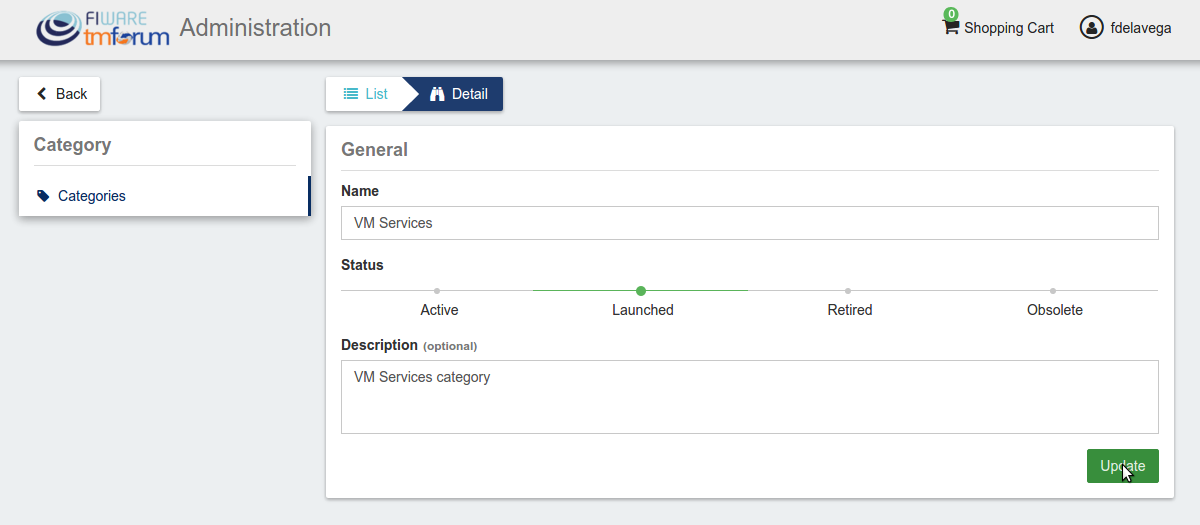 FIWARE
tmforum
Administration
0
Shopping Cart
fdelavega
Back
List
Detail
Category
Categories
General
Name
VM Services
Status
Active
Launched
Retired
Obsolete
Description (optional)
VM Services category
Update